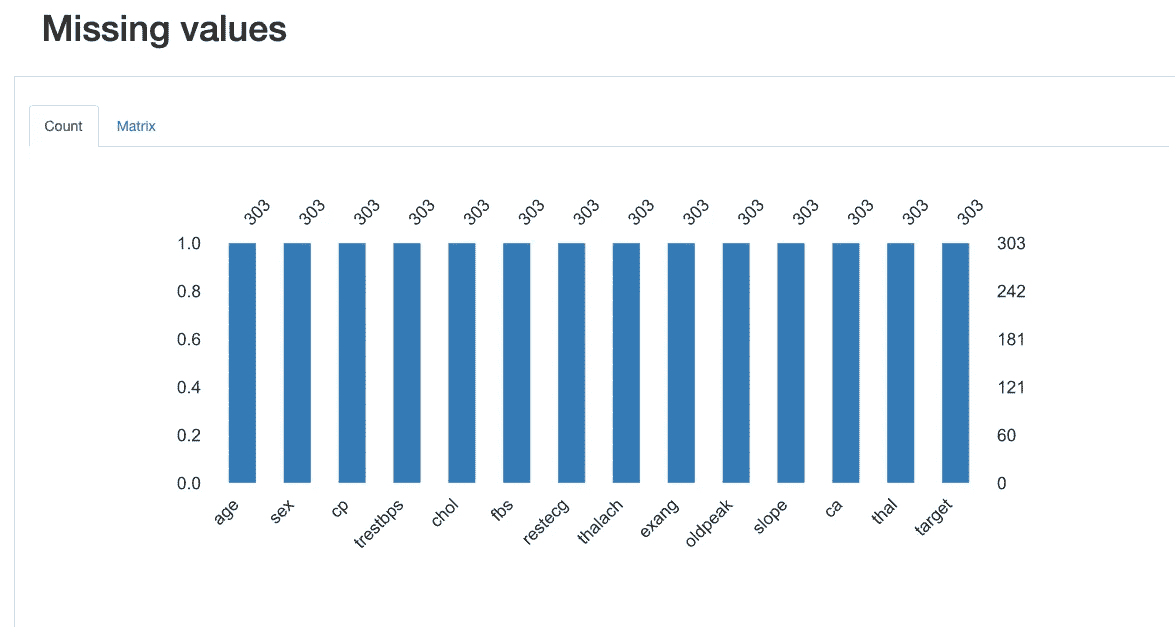 Missing values
Count Matrix
303 303 303 303 303 303 303 303 303 303 303 303 303 303
1.0 303
0.8 242
0.6 181
0.4 121
0.2 60
0.0 0
age sex cp trestbps chol fbs restecg thalach exang oldpeak slope ca thal target